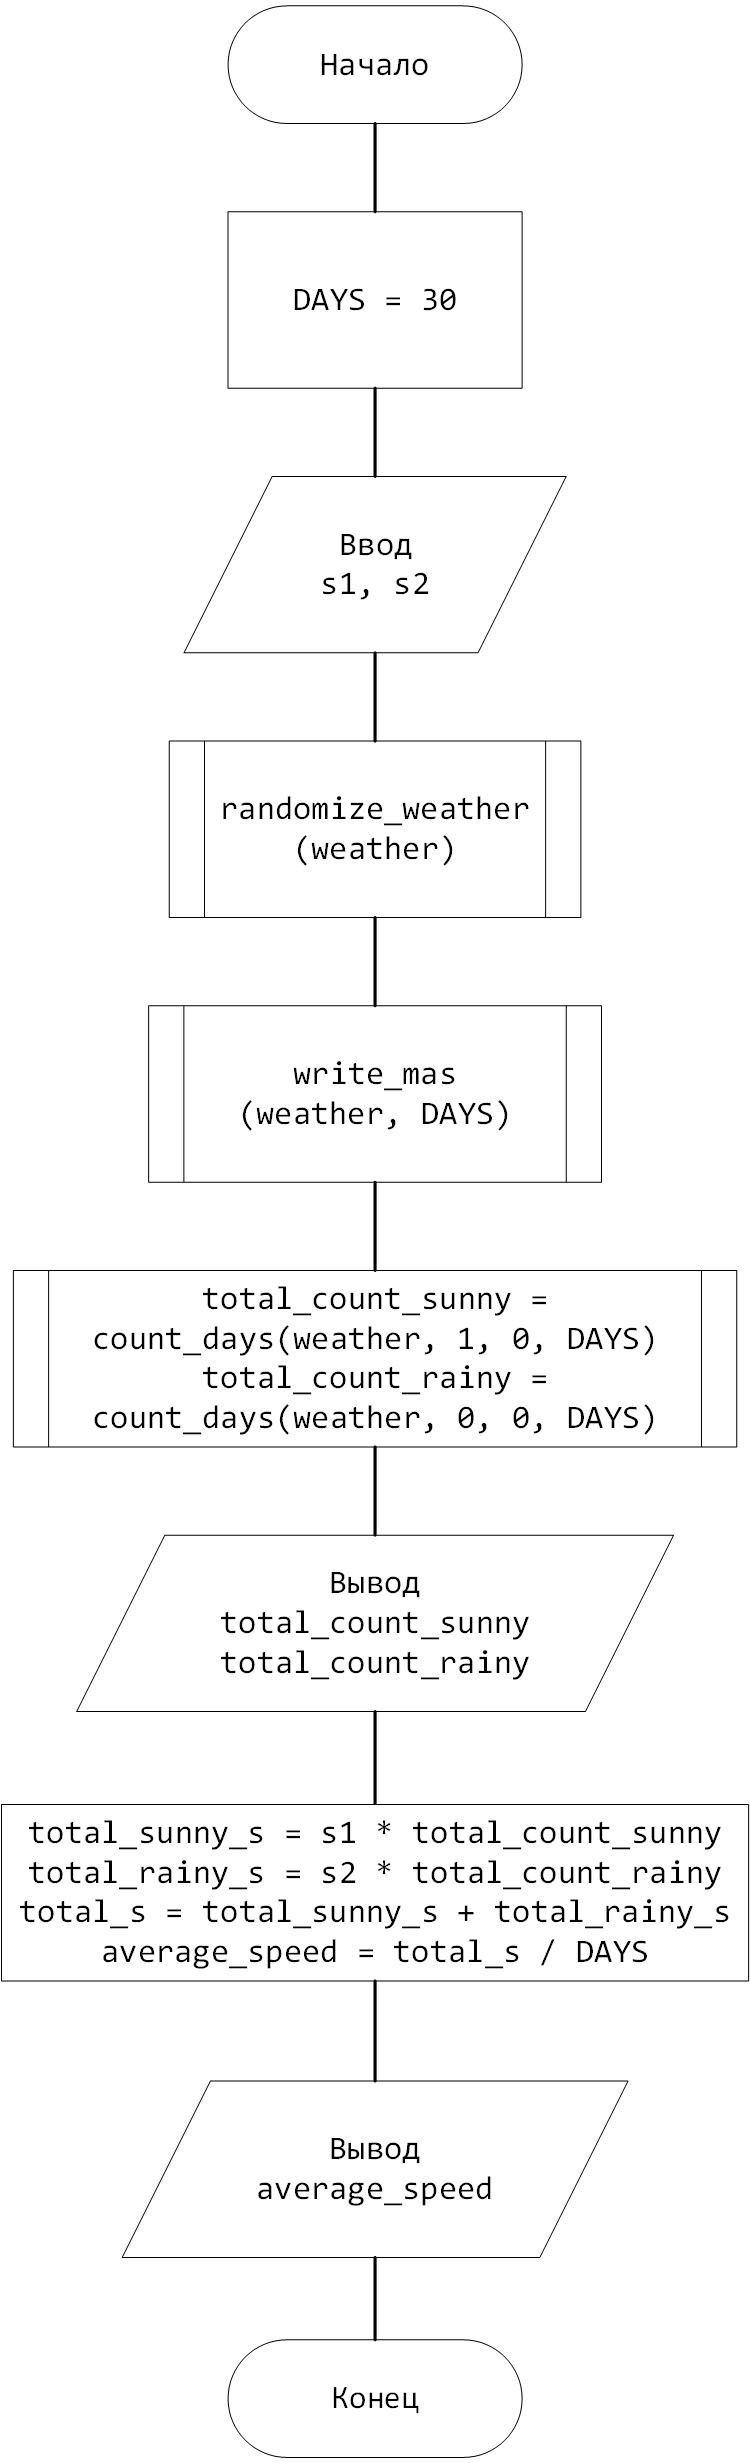 Начало
DAYS = 30
Ввод
s1, s2
randomize_weather
(weather)
write_mas
(weather, DAYS)
total_count_sunny =
count_days(weather, 1, 0, DAYS)
total_count_rainy =
count_days(weather, 0, 0, DAYS)
Вывод
total_count_sunny
total_count_rainy
total_sunny_s = s1 * total_count_sunny
total_rainy_s = s2 * total_count_rainy
total_s = total_sunny_s + total_rainy_s
average_speed = total_s / DAYS
Вывод
average_speed
Конец